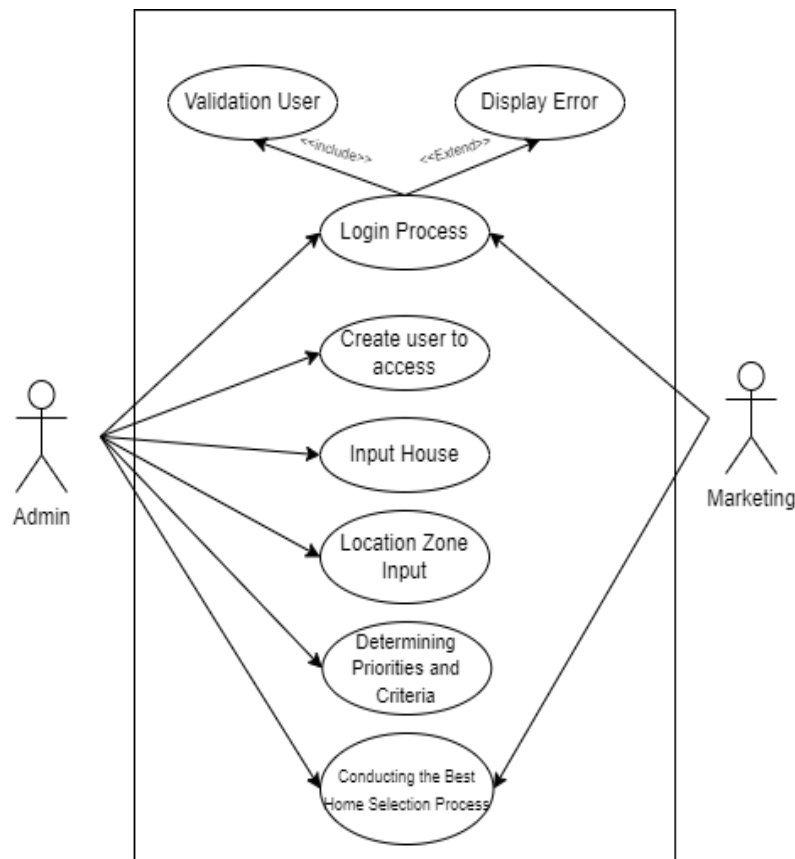 Validation User
Display Error
<<include>>
<<Extend>>
Login Process
Create user to
access
Input House
Admin
Marketing
Location Zone
Input
Determining
Priorities and
Criteria
Conducting the Best
Home Selection Process